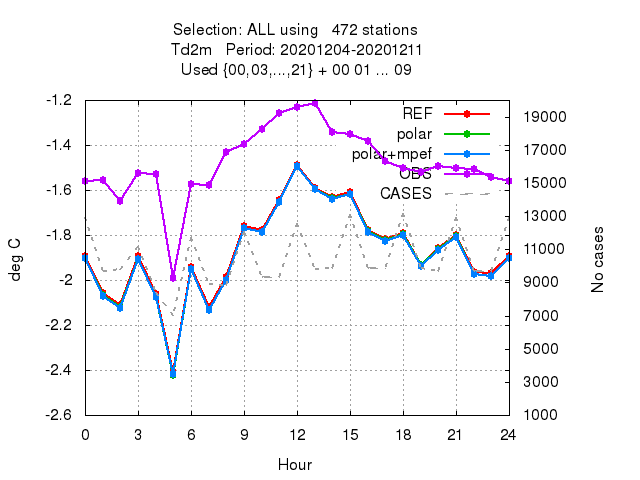 Selection: ALL using   472 stations
Td2m   Period: 20201204-20201211
Used {00,03,...,21} + 00 01 ... 09
-1.2
-1.4
-1.6
-1.8
-2
-2.2
-2.4
-2.6
deg C
REF
polar
polar+mpef
OBS
CASES
19000
17000
15000
13000
11000
9000
7000
5000
3000
1000
No cases
0 3 6 9 12 15 18 21 24
Hour